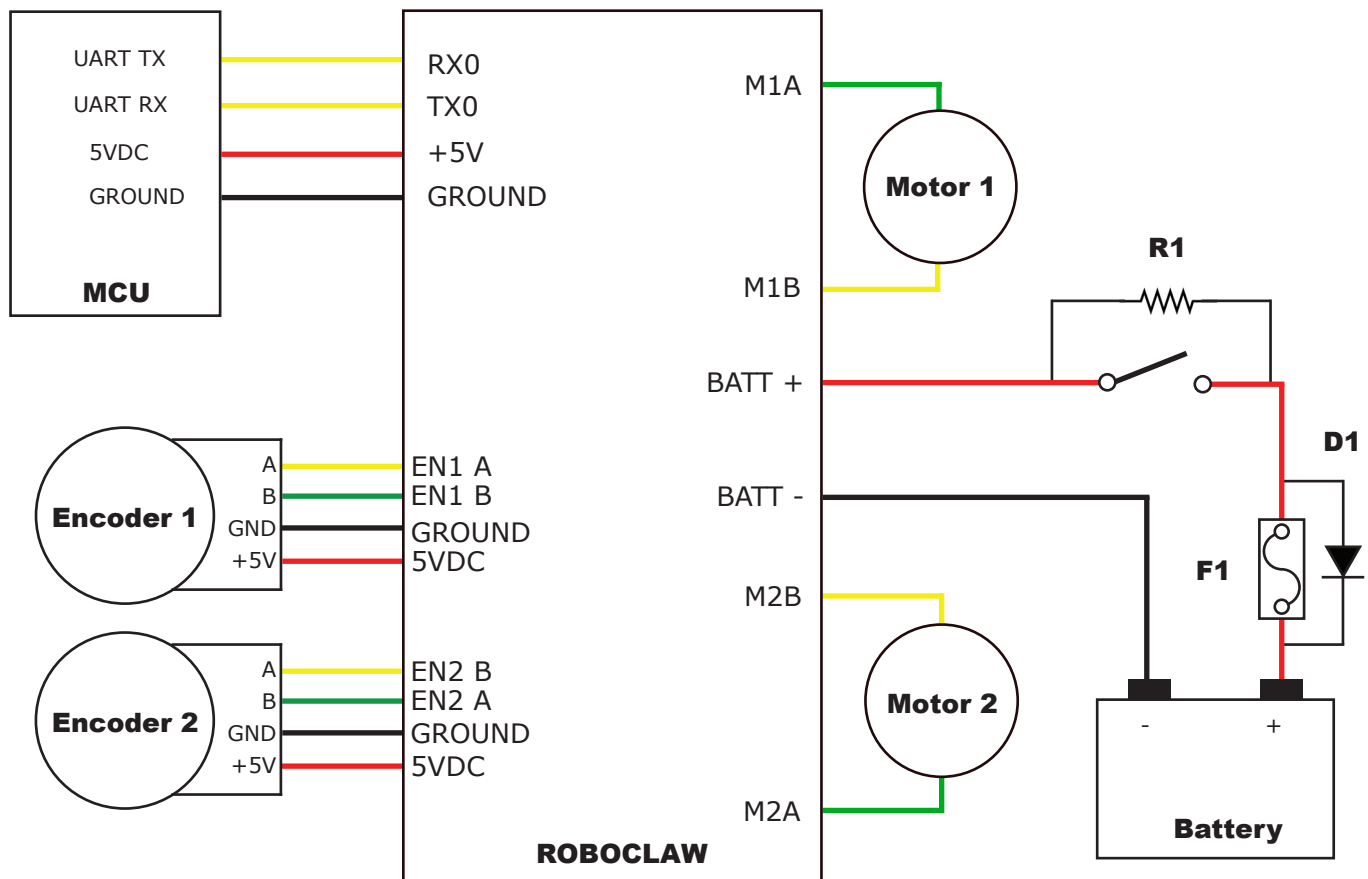 UART TX
UART RX
5VDC
GROUND
MCU
RX0
TX0
+5V
GROUND
M1A
Motor 1
M1B
R1
BATT +
BATT -
D1
F1
Encoder 1
A
B
GND
+5V
EN1 A
EN1 B
GROUND
5VDC
Encoder 2
A
B
GND
+5V
EN2 B
EN2 A
GROUND
5VDC
M2B
Motor 2
M2A
- +
Battery
ROBOCLAW